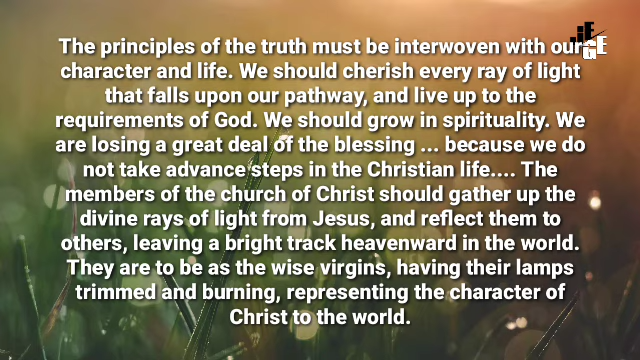 The principles of the truth must be interwoven with our
character and life. We should cherish every ray of light
that falls upon our pathway, and live up to the
requirements of God. We should grow in spirituality. We
are losing a great deal of the blessing ... because we do
not take advance steps in the Christian life.... The
members of the church of Christ should gather up the
divine rays of light from Jesus, and reflect them to
others, leaving a bright track heavenward in the world.
They are to be as the wise virgins, having their lamps
trimmed and burning, representing the character of
Christ to the world.